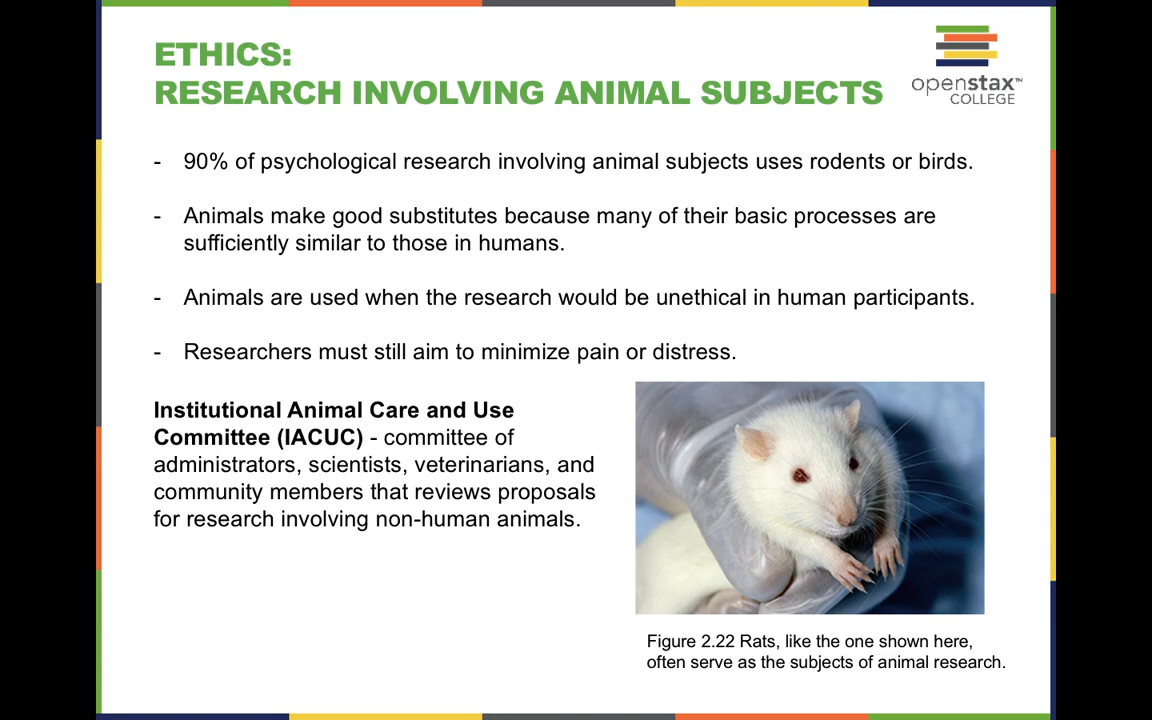 ETHICS:
RESEARCH INVOLVING ANIMAL SUBJECTS
openstax™
COLLEGE
- 90% of psychological research involving animal subjects uses rodents or birds.
- Animals make good substitutes because many of their basic processes are
sufficiently similar to those in humans.
- Animals are used when the research would be unethical in human participants.
- Researchers must still aim to minimize pain or distress.
Institutional Animal Care and Use
Committee (IACUC) - committee of
administrators, scientists, veterinarians, and
community members that reviews proposals
for research involving non-human animals.
Figure 2.22 Rats, like the one shown here,
often serve as the subjects of animal research.